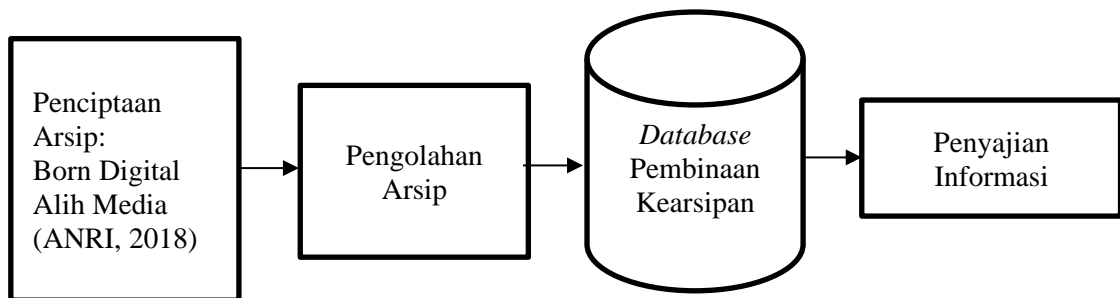 Penciptaan
Arsip:
Born Digital
Alih Media
(ANRI, 2018)
Pengolahan
Arsip
Database
Pembinaan
Kearsipan
Penyajian
Informasi